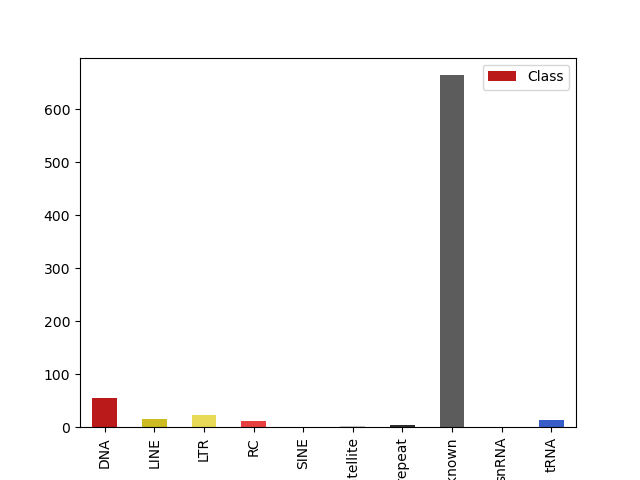 Class
600
500
400
300
200
100
0
DNA
LINE
LTR
RC
SINE
tellite
repeat
known
snRNA
tRNA